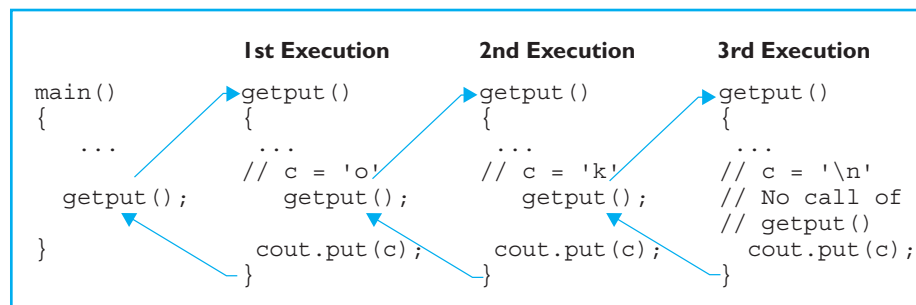 1st Execution 2nd Execution 3rd Execution
main() getput() getput() getput()
{ { { {
... ... ... ...
// c = 'o' // c = 'k' // c = '\n'
getput(); getput(); getput(); // No call of
// getput()
} cout.put(c); cout.put(c); cout.put(c);
} } }